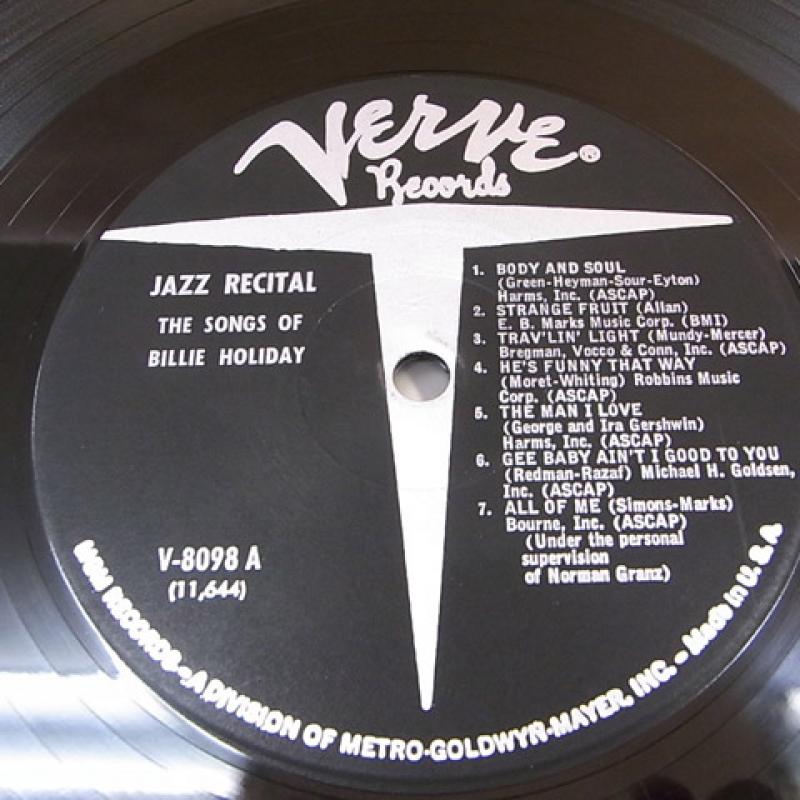 VERVE®
Records
JAZZ RECITAL
THE SONGS OF
BILLIE HOLIDAY
1. BODY AND SOUL
(Green-Heyman-Sour-Eyton)
Harms, Inc. (ASCAP)
2. STRANGE FRUIT (Allan)
E. B. Marks Music Corp. (BMI)
3. TRAV'LIN' LIGHT (Mundy-Mercer)
Bregman, Vocco & Conn, Inc. (ASCAP)
4. HE'S FUNNY THAT WAY
(Moret-Whiting) Robbins Music
Corp. (ASCAP)
5. THE MAN I LOVE
(George and Ira Gershwin)
Harms, Inc. (ASCAP)
6. GEE BABY AIN'T I GOOD TO YOU
(Redman-Razaf) Michael H. Goldsen,
Inc. (ASCAP)
7. ALL OF ME (Simons-Marks)
Bourne, Inc. (ASCAP)
(Under the personal
supervision
of Norman Granz)
V-8098 A
(11,644)
MGM RECORDS-A DIVISION OF METRO-GOLDWYN-MAYER, INC. - Made in U. S. A.